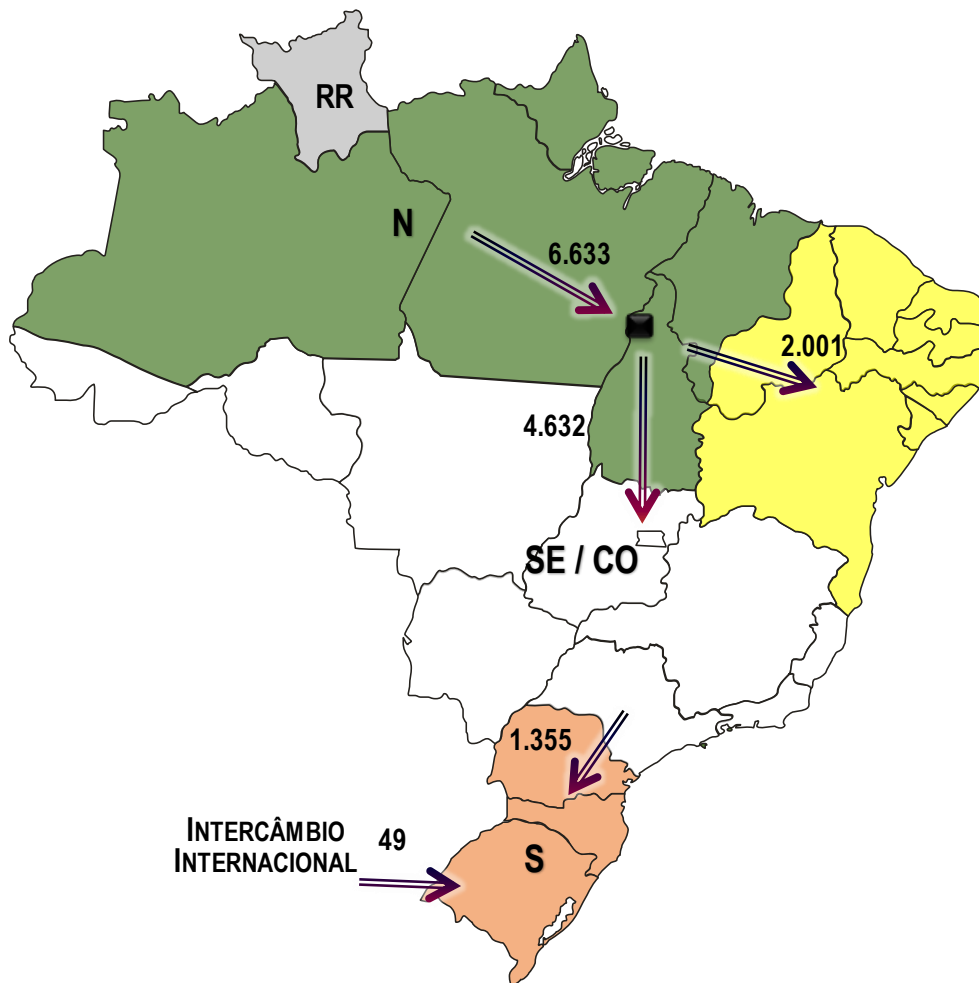 RR
N
6.633
2.001
4.632
SE / CO
1.355
INTERCÂMBIO
INTERNACIONAL
49
S